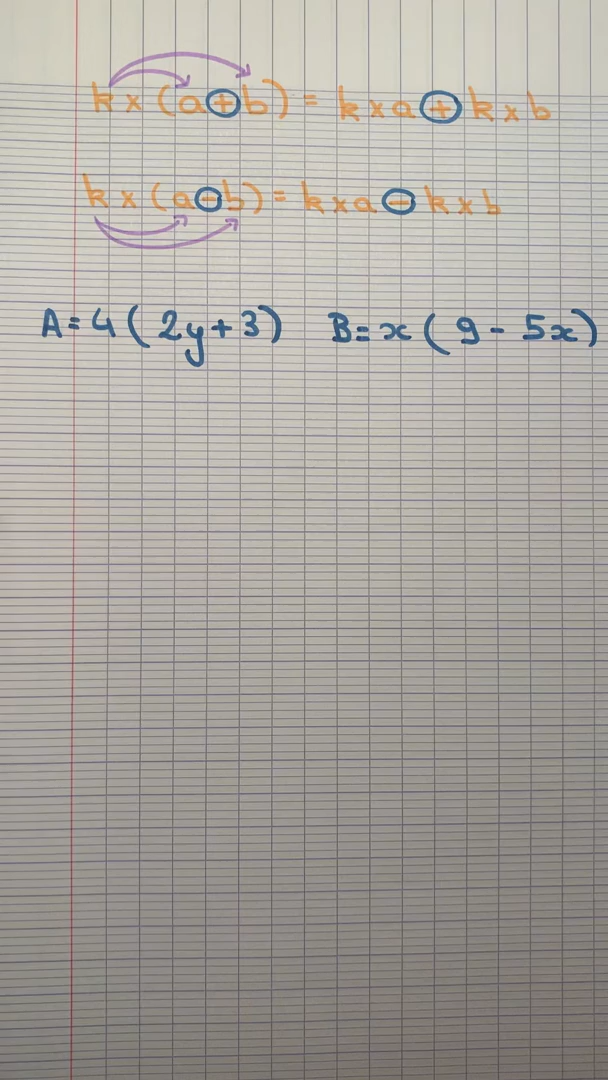 k × (a + b) = k × a + k × b
k × (a - b) = k × a - k × b
A = 4 ( 2y + 3 ) B = x ( 9 - 5x )